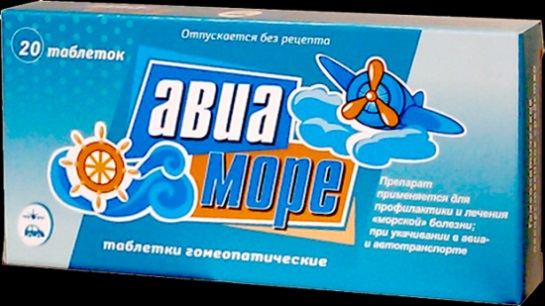 Отпускается без рецепта
20 таблеток
авиа
море
Препарат
применяется для
профилактики и лечения
«морской» болезни;
при укачивании в авиа-
и автотранспорте
таблетки гомеопатические